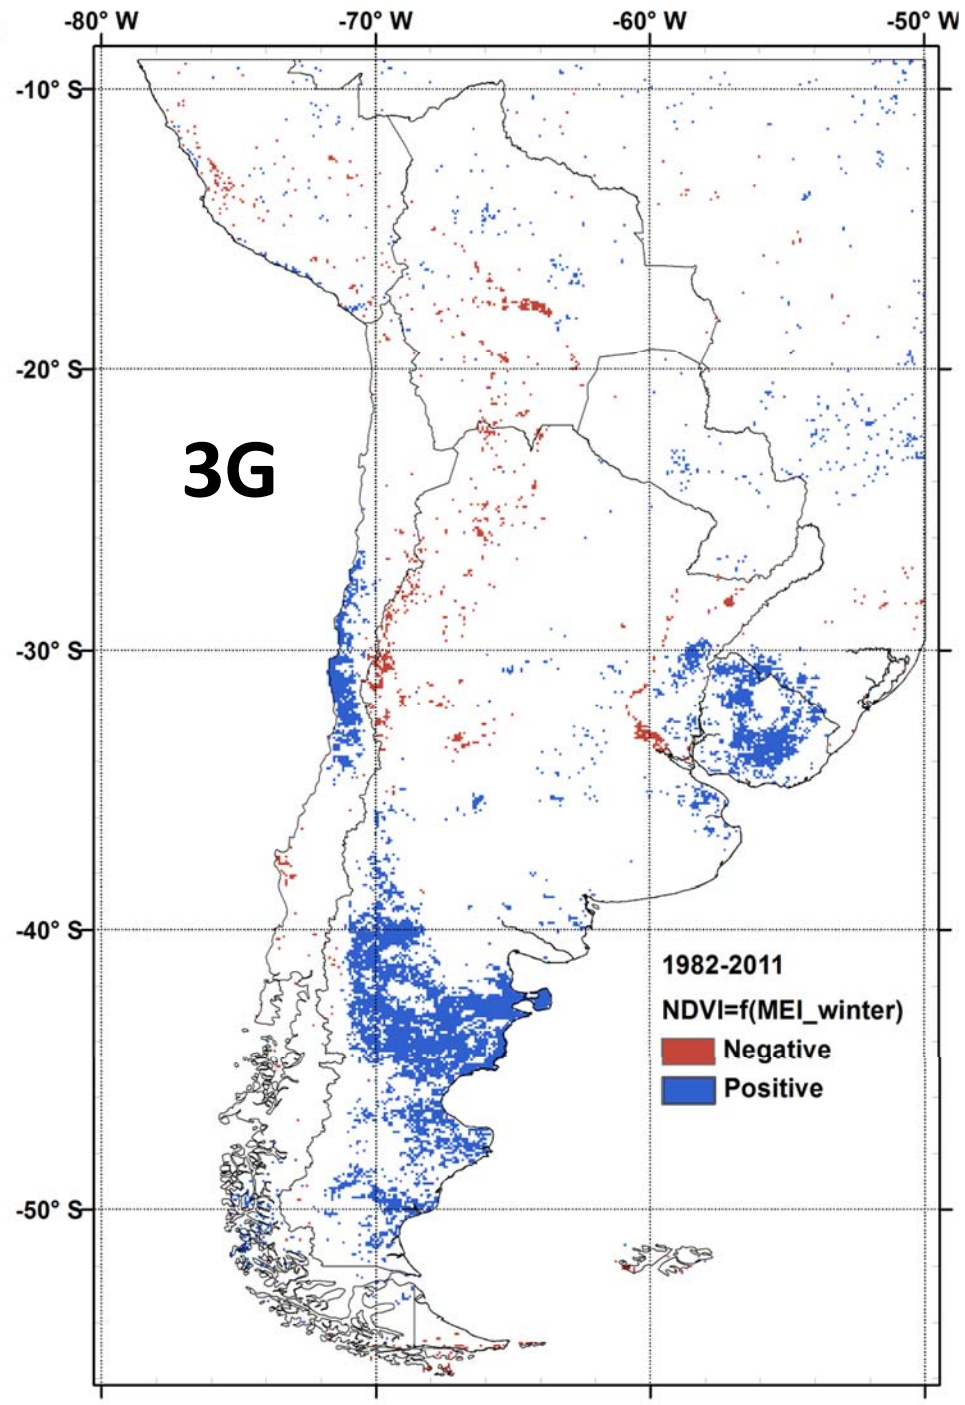 -80° W
-70° W
-60° W
-50° W
-10° S
-20° S
3G
-30° S
-40° S
1982-2011
NDVI=f(MEI_winter)
Negative
Positive
-50° S